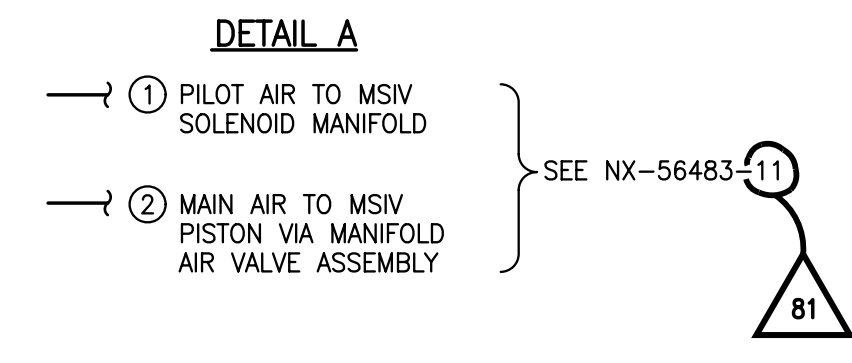 DETAIL A
1 PILOT AIR TO MSIV
SOLENOID MANIFOLD
SEE NX-56483-11
2 MAIN AIR TO MSIV
PISTON VIA MANIFOLD
AIR VALVE ASSEMBLY
81